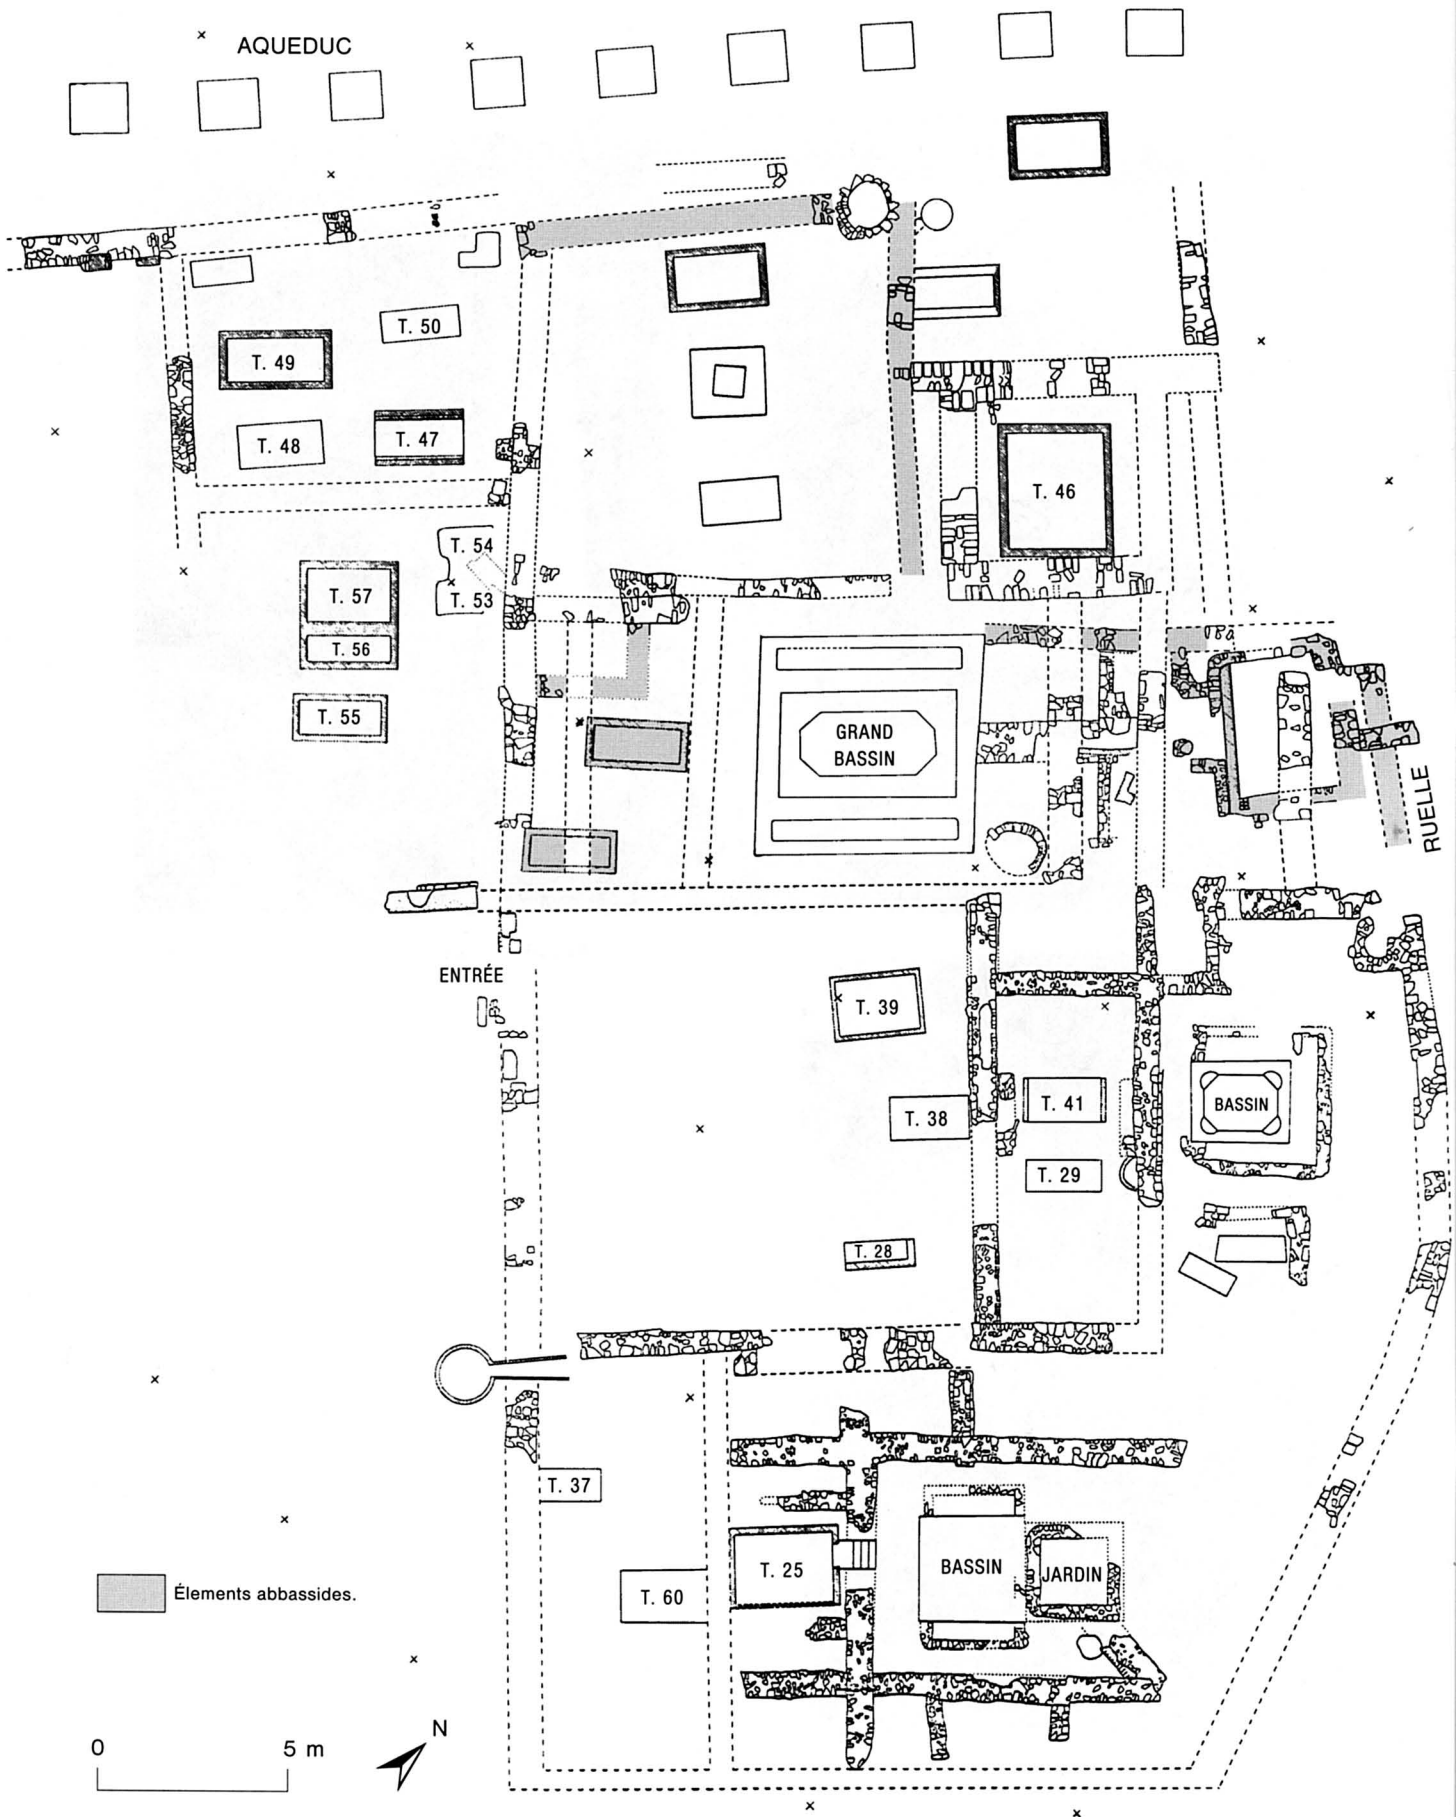 AQUEDUC
T. 50
T. 49
T. 48
T. 47
T. 46
T. 54
T. 53
T. 57
T. 56
T. 55
GRAND
BASSIN
RUELLE
ENTRÉE
T. 39
T. 38
T. 41
BASSIN
T. 29
T. 28
T. 37
T. 25
T. 60
BASSIN
JARDIN
Élements abbassides.
N
0 5 m